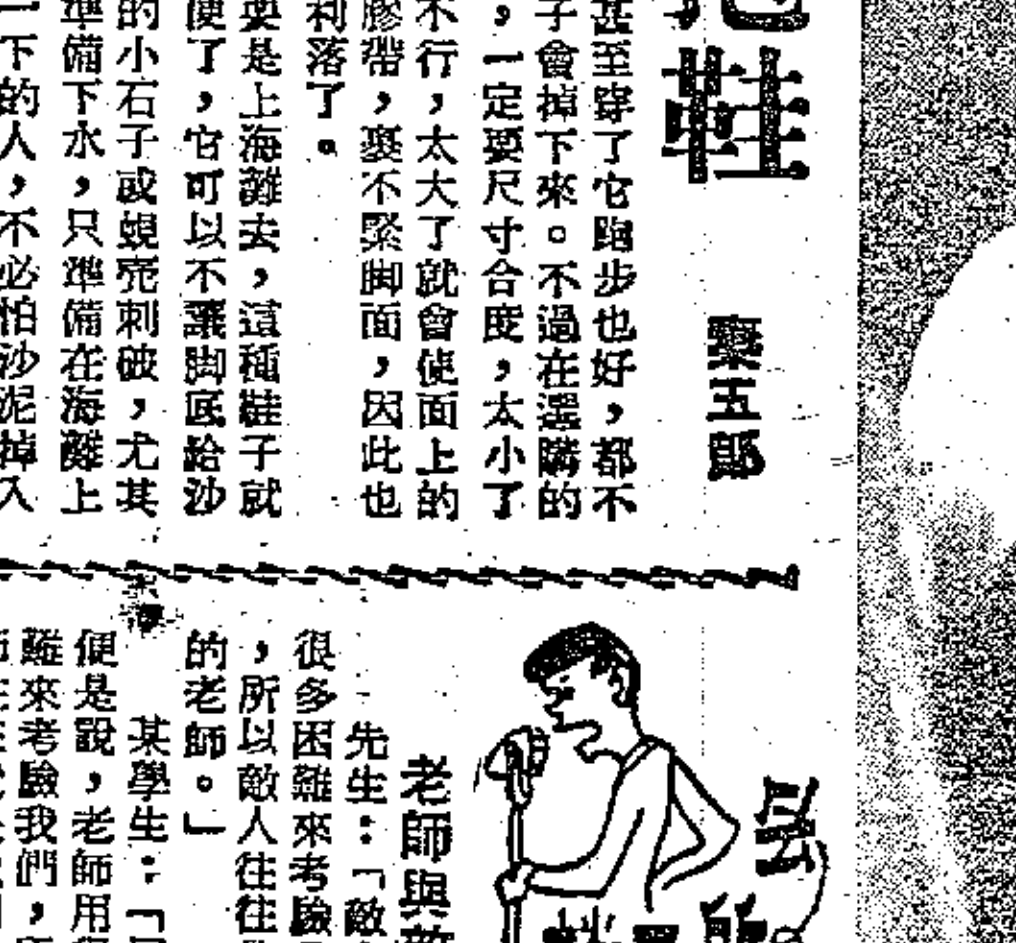 鞋
黎五郎
甚至穿了它跑步也好，都不
子會掉下來。不過在選購的
，一定要尺寸合度，太小了
不行，太大了就會使面上的
膠帶，裹不緊脚面，因此也
利落了。
要是上海灘去，這種鞋子就
便了，它可以不讓脚底給沙
的小石子或蜆壳刺破，尤其
準備下水，只準備在海灘上
一下的人，不必怕沙泥掉入
老師與敵
先生：「敵
很多困難來考驗
，所以敵人往往
的老師。」
某學生：「
便是說，老師用
難來考驗我們，